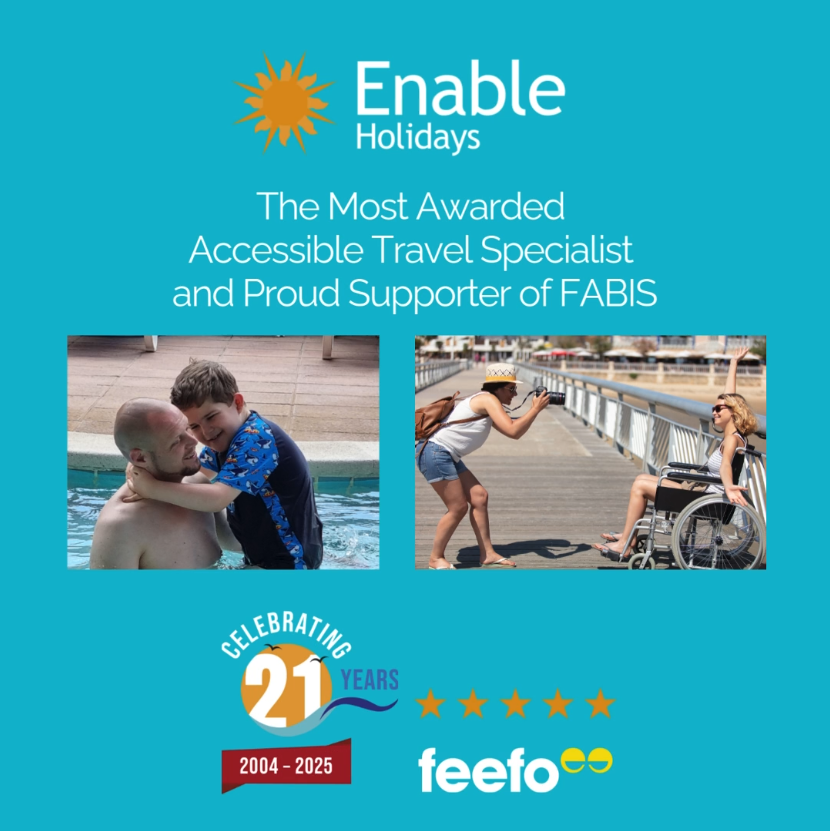 Enable
Holidays
The Most Awarded
Accessible Travel Specialist
and Proud Supporter of FABIS
CELEBRATING
21 YEARS
2004 - 2025
feefo